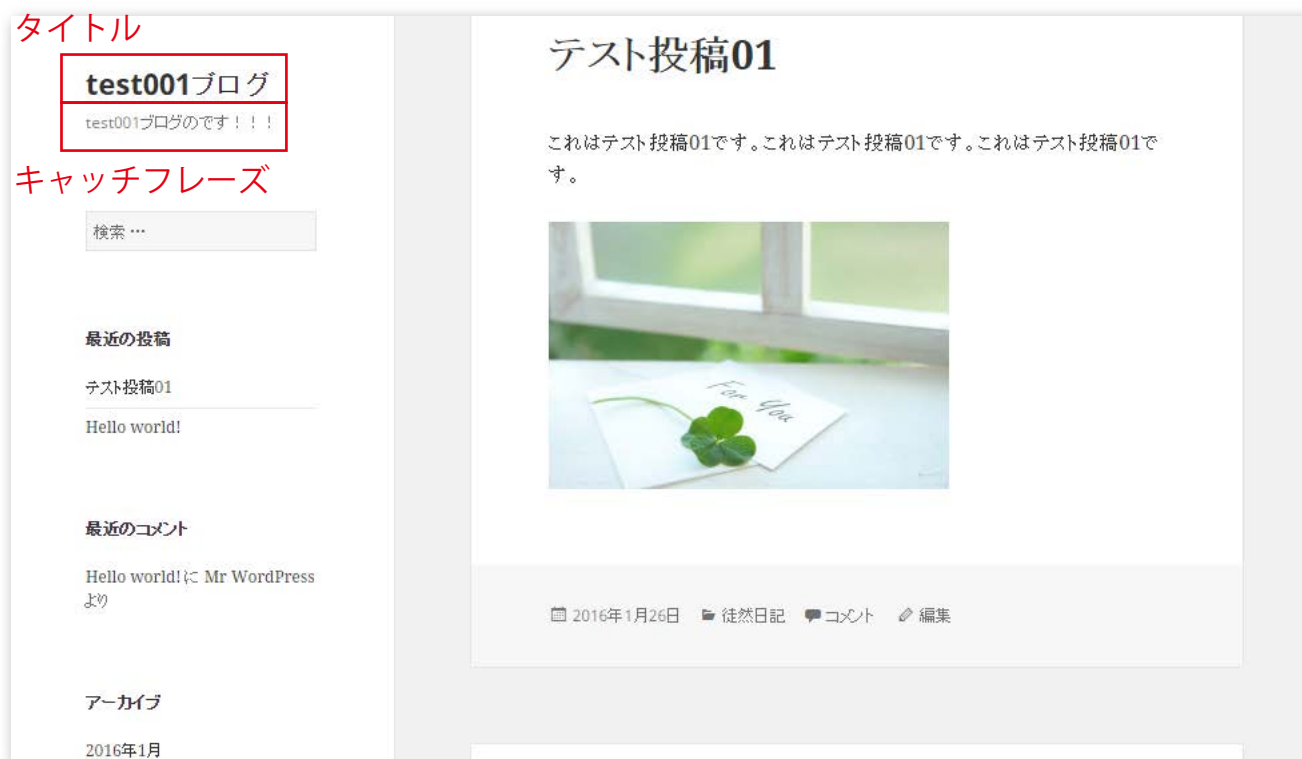 タイトル
test001ブログ
test001ブログのです！！！
キャッチフレーズ
検索 …
最近の投稿
テスト投稿01
Hello world!
最近のコメント
Hello world! に Mr WordPress
より
アーカイブ
2016年1月
テスト投稿01
これはテスト投稿01です。これはテスト投稿01です。これはテスト投稿01で
す。
For You
2016年1月26日 徒然日記 コメント 編集